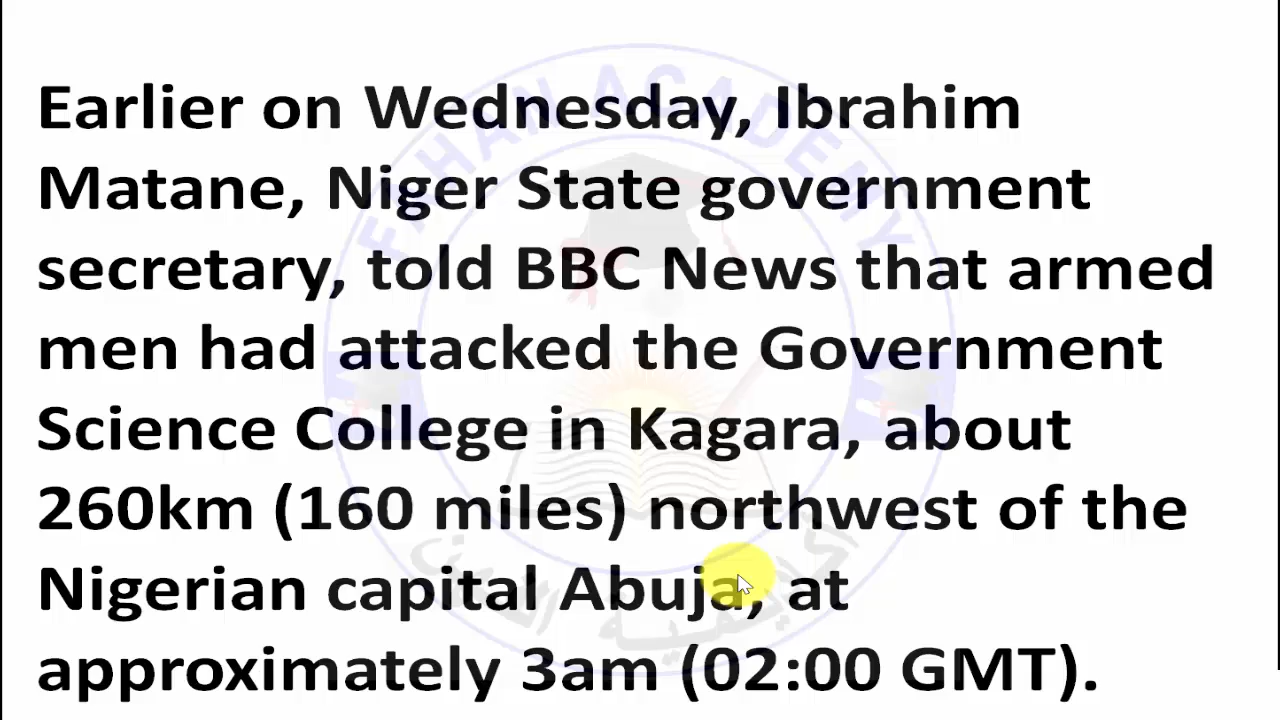 Earlier on Wednesday, Ibrahim
Matane, Niger State government
secretary, told BBC News that armed
men had attacked the Government
Science College in Kagara, about
260km (160 miles) northwest of the
Nigerian capital Abuja, at
approximately 3am (02:00 GMT).